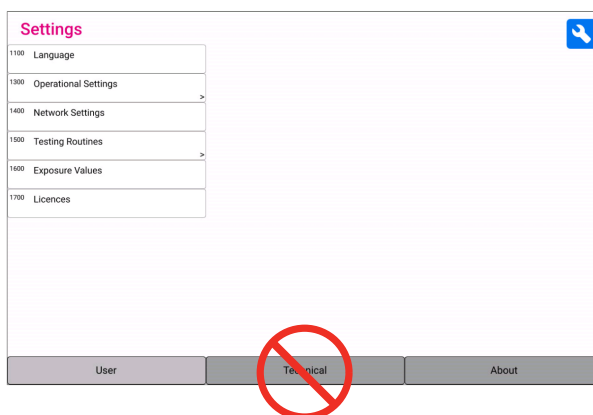 Settings
1100 Language
1300 Operational Settings
>
1400 Network Settings
1500 Testing Routines
>
1600 Exposure Values
1700 Licences
User Technical About